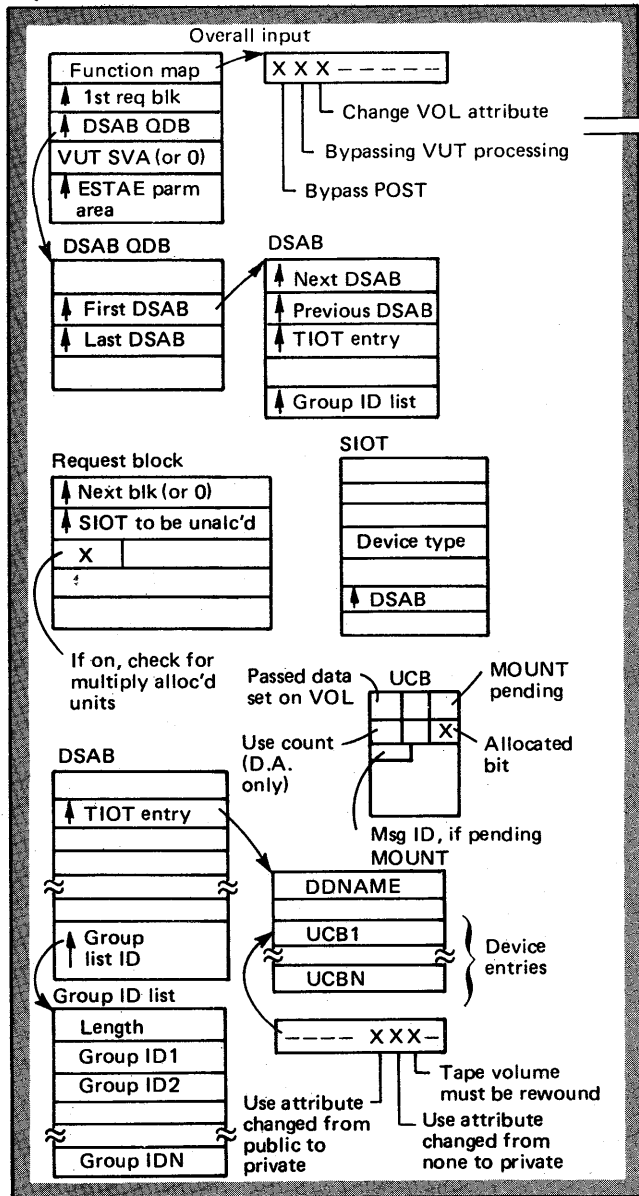 Overall input
Function map
X X X – – – – – –
1st req blk
DSAB QDB
VUT SVA (or 0)
ESTAE parm
area
Change VOL attribute
Bypassing VUT processing
Bypass POST
DSAB QDB
First DSAB
Last DSAB
DSAB
Next DSAB
Previous DSAB
TIOT entry
Group ID list
Request block
Next blk (or 0)
SIOT to be unalc'd
X
If on, check for
multiply alloc'd
units
SIOT
Device type
DSAB
Passed data
set on VOL
UCB
MOUNT
pending
Use count
(D.A.
only)
X
Allocated
bit
Msg ID, if pending
MOUNT
DSAB
TIOT entry
Group
list ID
DDNAME
UCB1
UCBN
Device
entries
Group ID list
Length
Group ID1
Group ID2
Group IDN
– – – – X X X –
Tape volume
must be rewound
Use attribute
changed from
public to
private
Use attribute
changed from
none to private